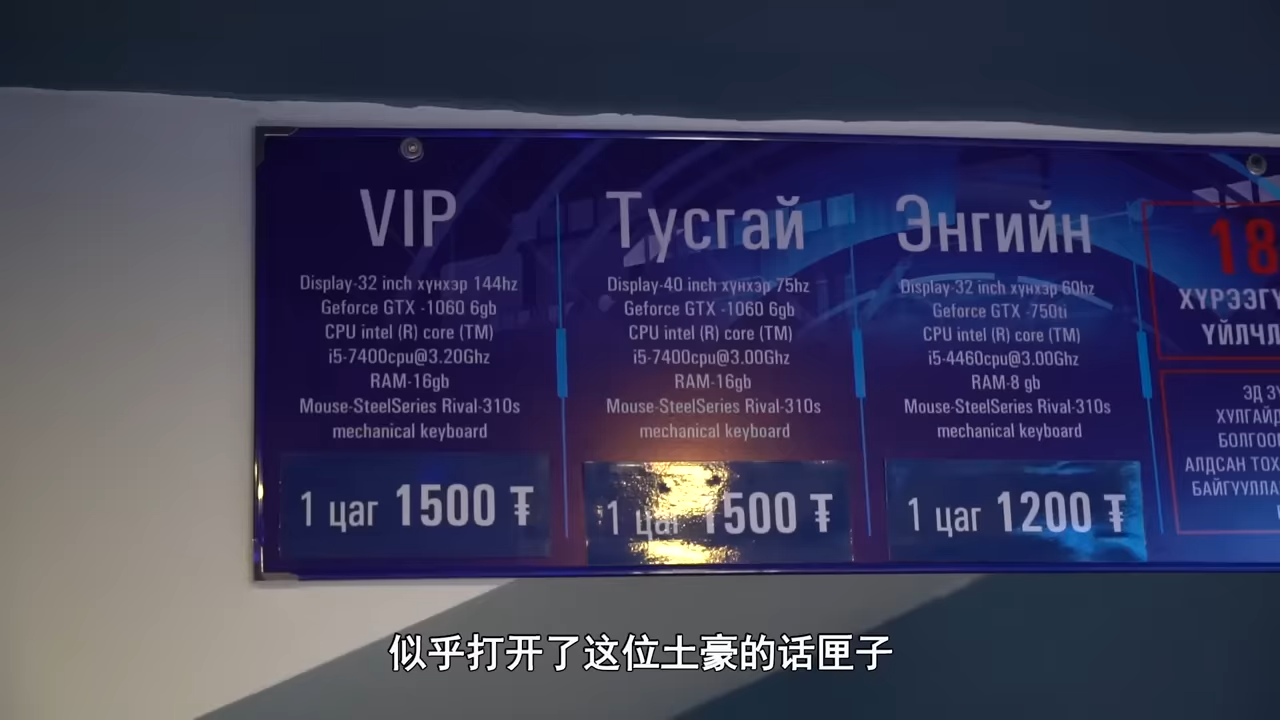 VIP
Display-32 inch хүнхэр 144hz
Geforce GTX -1060 6gb
CPU intel (R) core (TM)
i5-7400cpu@3.20Ghz
RAM-16gb
Mouse-SteelSeries Rival-310s
mechanical keyboard
1 цаг 1500 ₮
Тусгай
Display-40 inch хүнхэр 75hz
Geforce GTX -1060 6gb
CPU intel (R) core (TM)
i5-7400cpu@3.00Ghz
RAM-16gb
Mouse-SteelSeries Rival-310s
mechanical keyboard
1 цаг 1500 ₮
Энгийн
Display-32 inch хүнхэр 60hz
Geforce GTX -750ti
CPU intel (R) core (TM)
i5-4460cpu@3.00Ghz
RAM-8 gb
Mouse-SteelSeries Rival-310s
mechanical keyboard
1 цаг 1200 ₮
18
ХҮРЭЭГҮ
ҮЙЛЧЛ
ЭД ЗҮ
ХУЛГАЙД
БОЛГООМ
АЛДСАН ТОХ
БАЙГУУЛЛА
似乎打开了这位土豪的话匣子